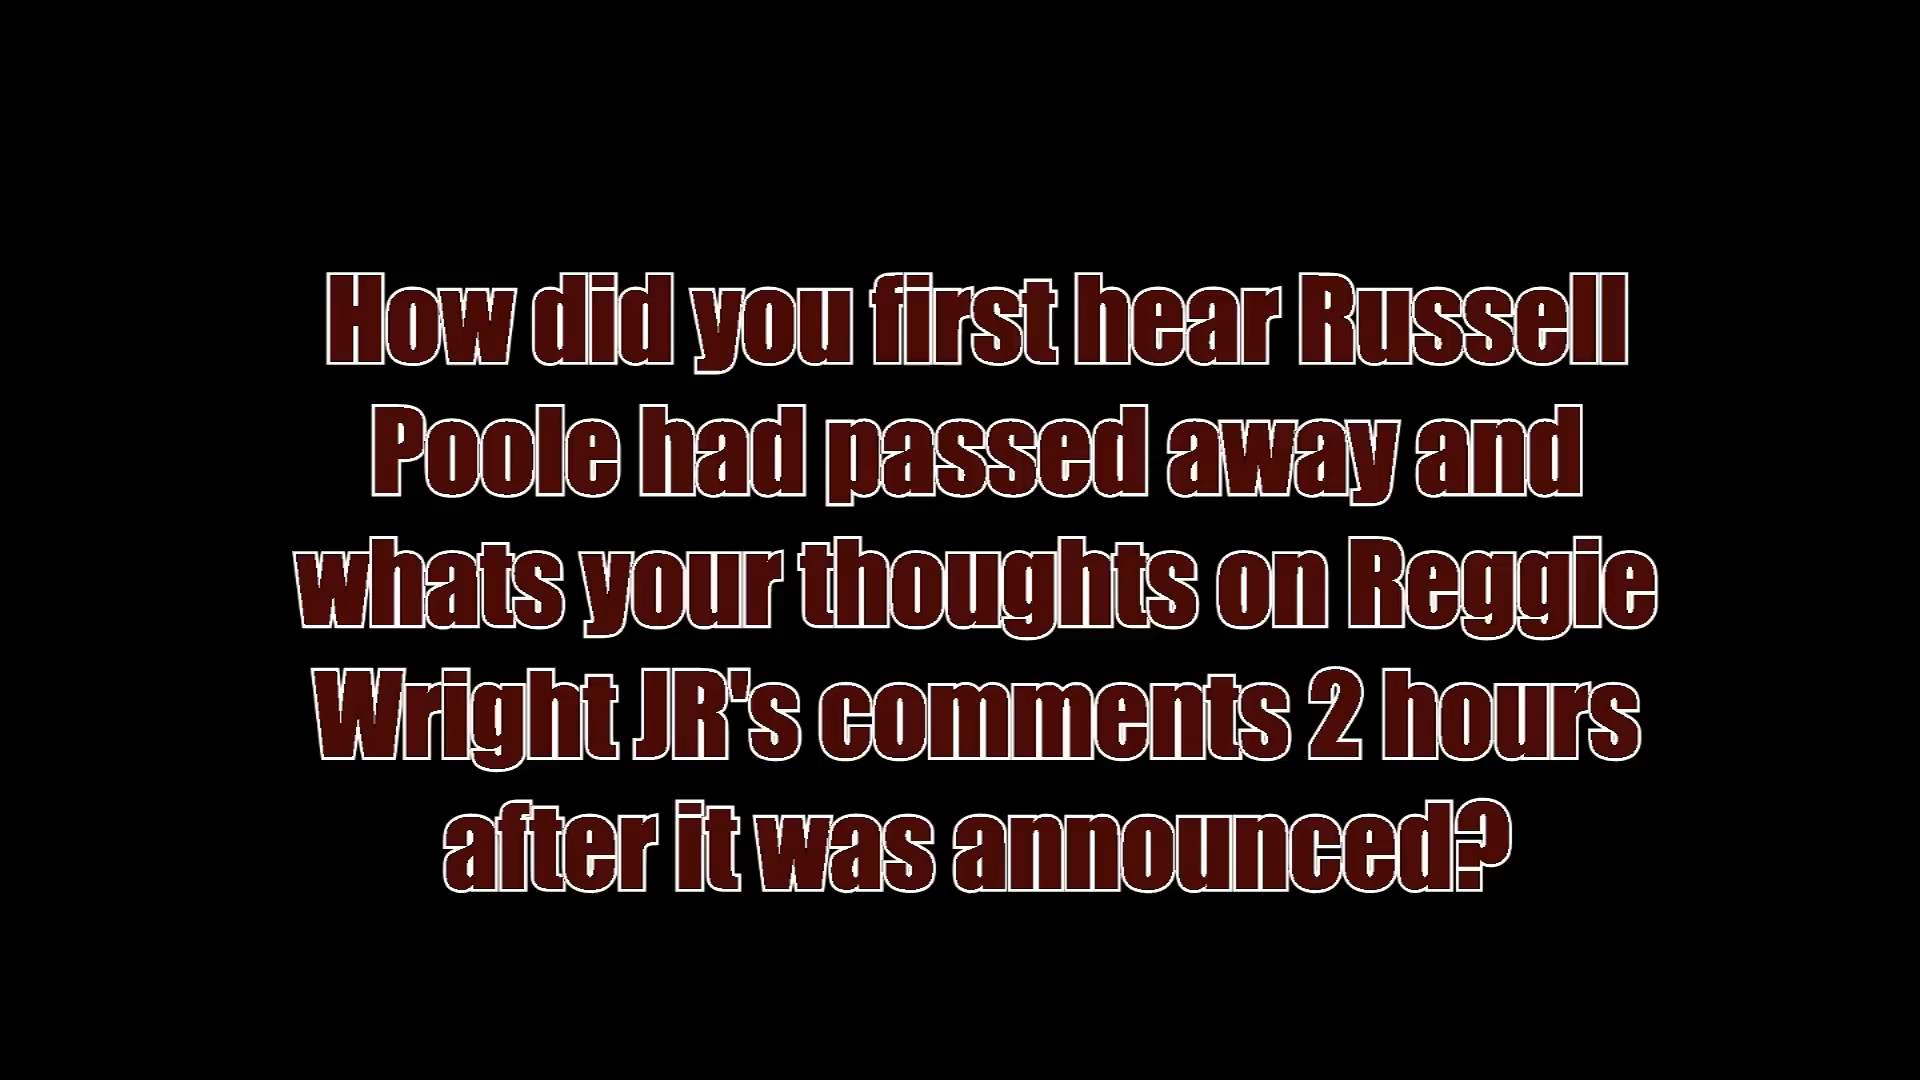 How did you first hear Russell
Poole had passed away and
whats your thoughts on Reggie
Wright JR's comments 2 hours
after it was announced?